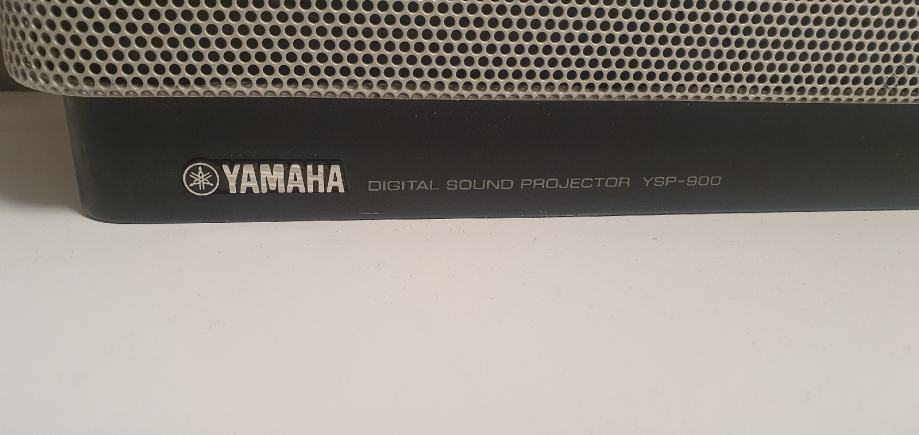 YAMAHA DIGITAL SOUND PROJECTOR YSP-900